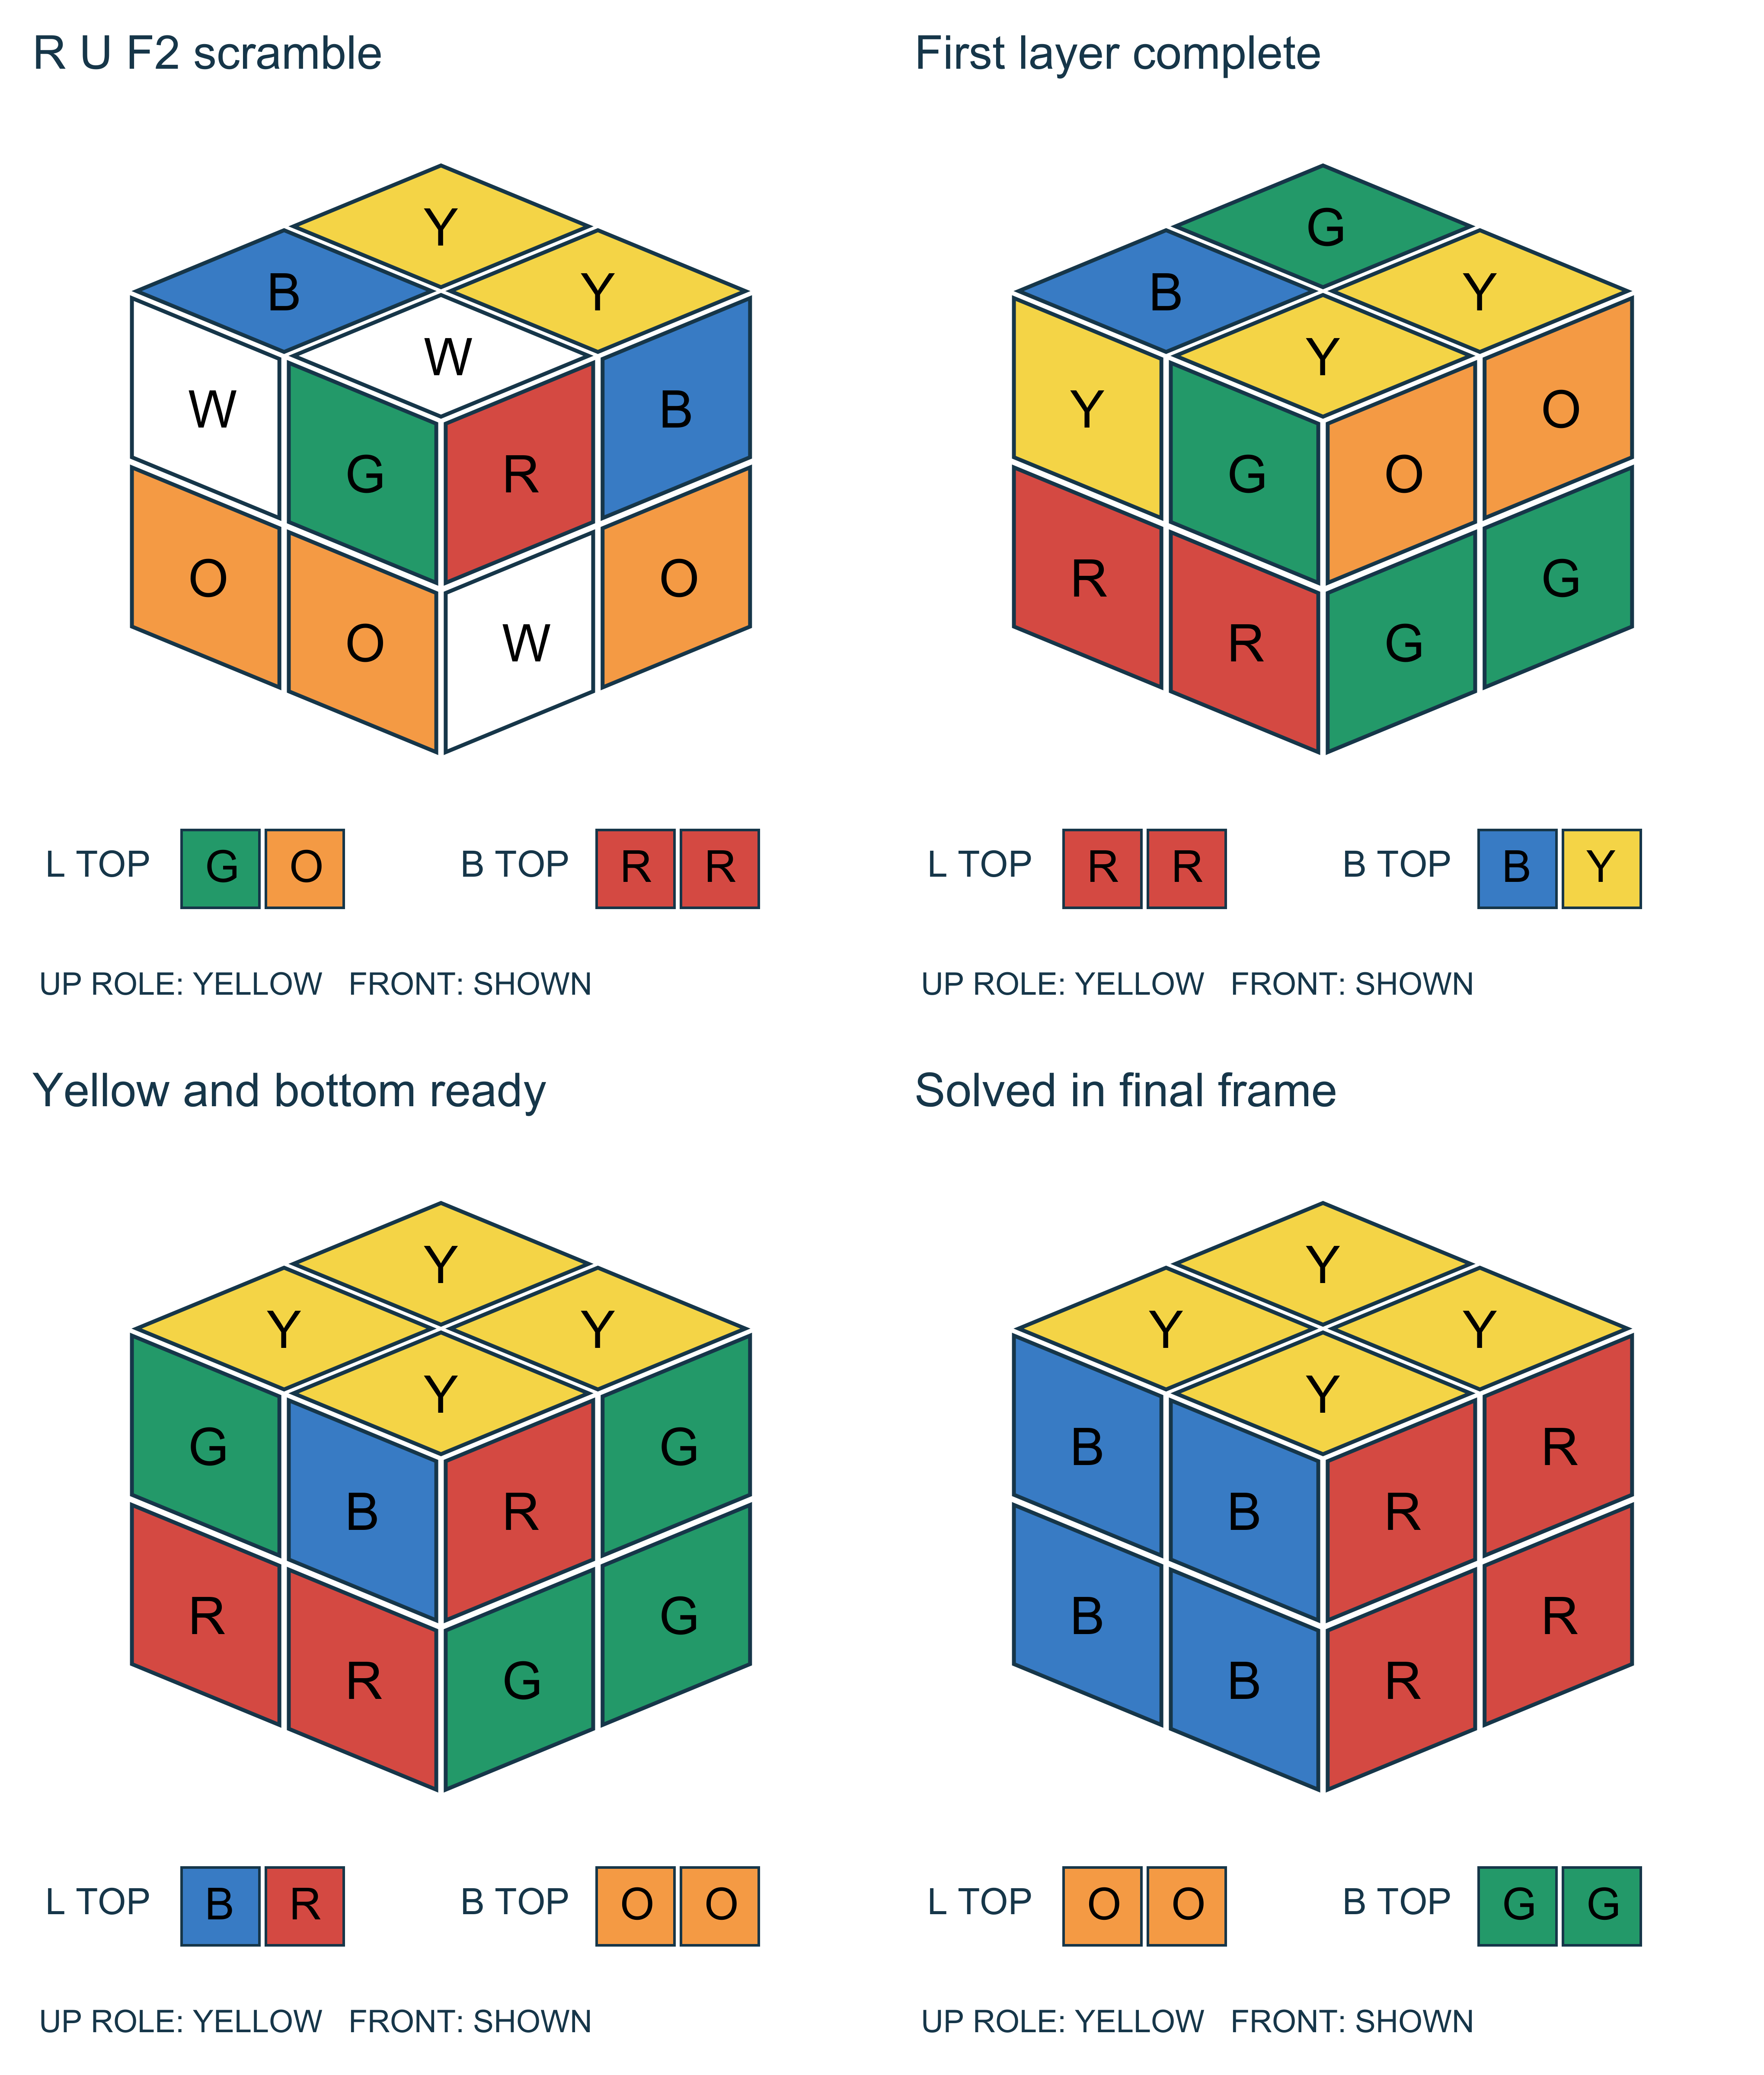 R U F2 scramble
Y
B Y
W
W B
G R
O O
O W
L TOP G O B TOP R R
UP ROLE: YELLOW FRONT: SHOWN
First layer complete
G
B Y
Y
Y O
G O
R G
R G
L TOP R R B TOP B Y
UP ROLE: YELLOW FRONT: SHOWN
Yellow and bottom ready
Y
Y Y
Y
G G
B R
R G
R G
L TOP B R B TOP O O
UP ROLE: YELLOW FRONT: SHOWN
Solved in final frame
Y
Y Y
Y
B R
B R
B R
B R
L TOP O O B TOP G G
UP ROLE: YELLOW FRONT: SHOWN